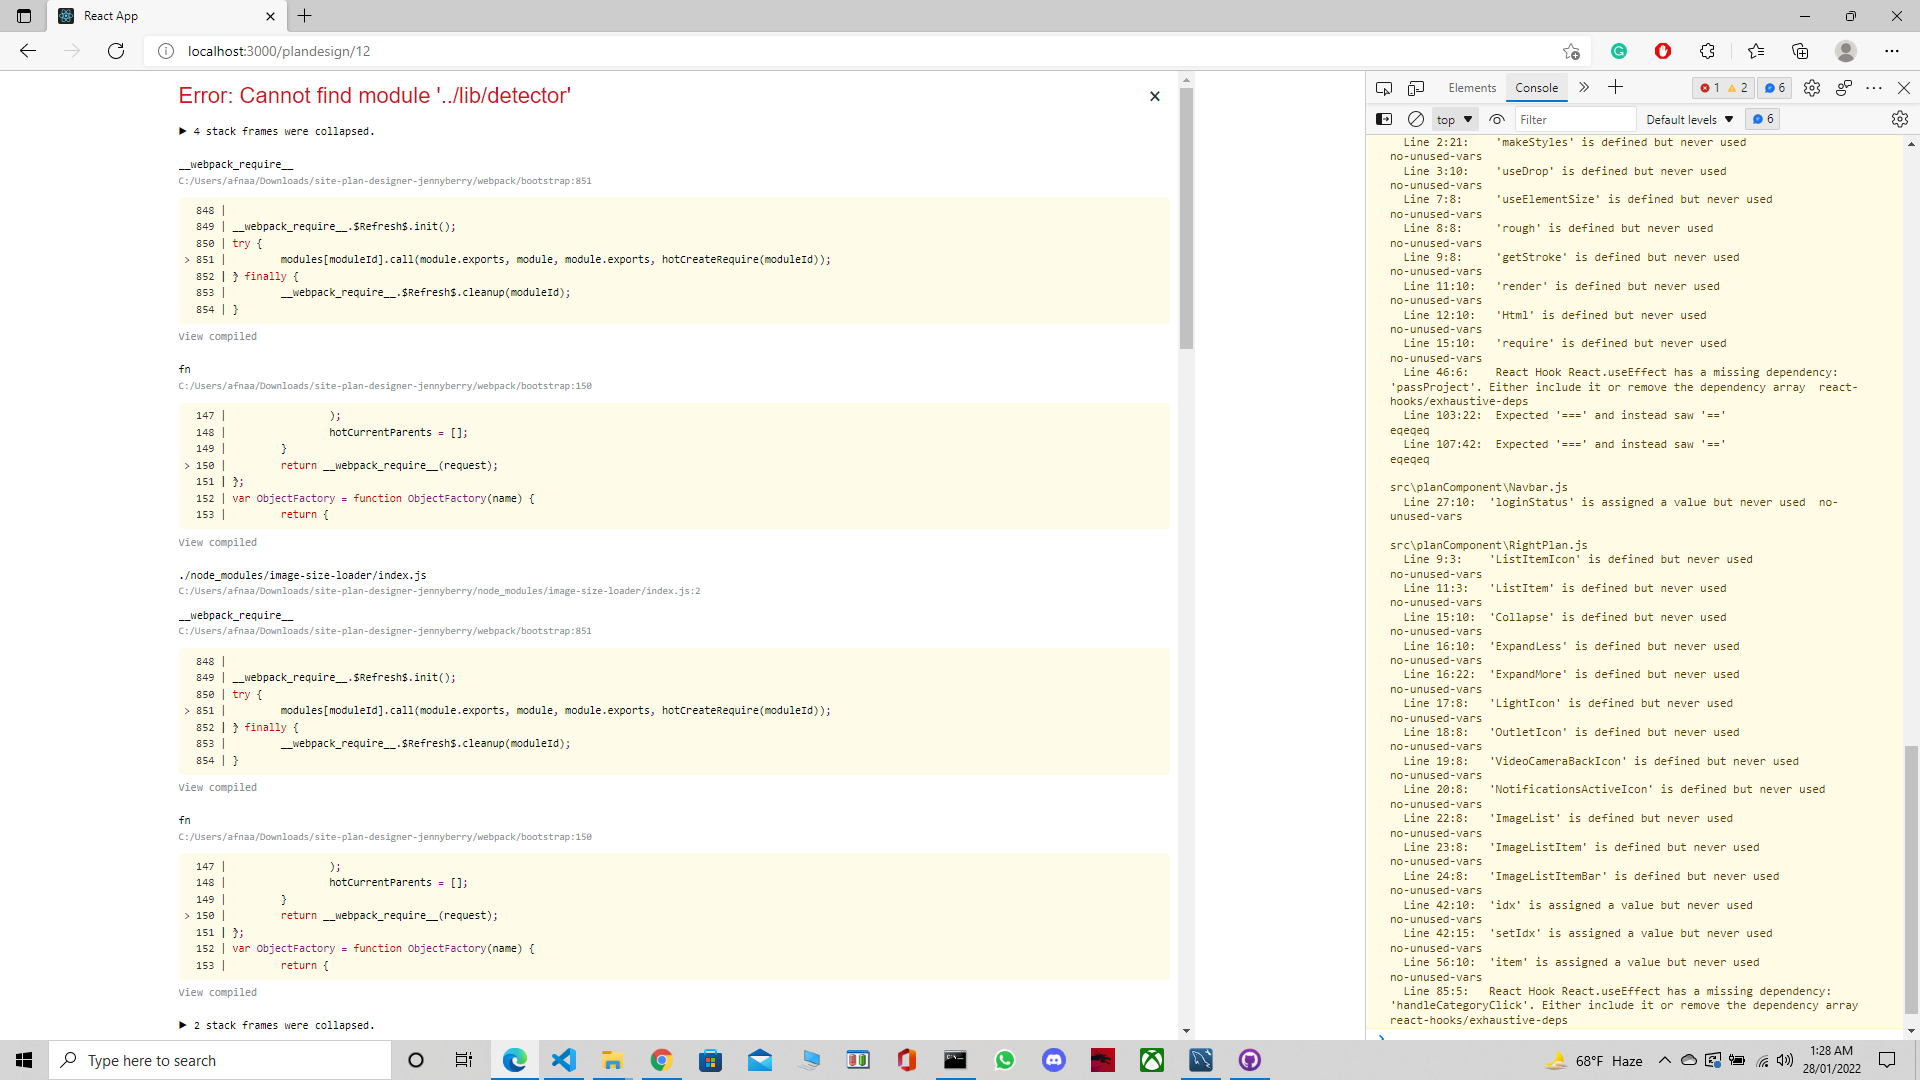 React App
localhost:3000/plandesign/12
Error: Cannot find module '../lib/detector'
4 stack frames were collapsed.
__webpack_require__
C:/Users/afnaa/Downloads/site-plan-designer-jennyberry/webpack/bootstrap:851
848 |
849 | __webpack_require__.$Refresh$.init();
850 | try {
> 851 | modules[moduleId].call(module.exports, module, module.exports, hotCreateRequire(moduleId));
852 | } finally {
853 | __webpack_require__.$Refresh$.cleanup(moduleId);
854 | }
View compiled
fn
C:/Users/afnaa/Downloads/site-plan-designer-jennyberry/webpack/bootstrap:150
147 | );
148 | hotCurrentParents = [];
149 | }
> 150 | return __webpack_require__(request);
151 | };
152 | var ObjectFactory = function ObjectFactory(name) {
153 | return {
View compiled
./node_modules/image-size-loader/index.js
C:/Users/afnaa/Downloads/site-plan-designer-jennyberry/node_modules/image-size-loader/index.js:2
__webpack_require__
C:/Users/afnaa/Downloads/site-plan-designer-jennyberry/webpack/bootstrap:851
848 |
849 | __webpack_require__.$Refresh$.init();
850 | try {
> 851 | modules[moduleId].call(module.exports, module, module.exports, hotCreateRequire(moduleId));
852 | } finally {
853 | __webpack_require__.$Refresh$.cleanup(moduleId);
854 | }
View compiled
fn
C:/Users/afnaa/Downloads/site-plan-designer-jennyberry/webpack/bootstrap:150
147 | );
148 | hotCurrentParents = [];
149 | }
> 150 | return __webpack_require__(request);
151 | };
152 | var ObjectFactory = function ObjectFactory(name) {
153 | return {
View compiled
2 stack frames were collapsed.
Elements Console 1 2 6
top Filter Default levels 6
Line 2:21: 'makeStyles' is defined but never used
no-unused-vars
Line 3:10: 'useDrop' is defined but never used
no-unused-vars
Line 7:8: 'useElementSize' is defined but never used
no-unused-vars
Line 8:8: 'rough' is defined but never used
no-unused-vars
Line 9:8: 'getStroke' is defined but never used
no-unused-vars
Line 11:10: 'render' is defined but never used
no-unused-vars
Line 12:10: 'Html' is defined but never used
no-unused-vars
Line 15:10: 'require' is defined but never used
no-unused-vars
Line 46:6: React Hook React.useEffect has a missing dependency:
'passProject'. Either include it or remove the dependency array react-
hooks/exhaustive-deps
Line 103:22: Expected '===' and instead saw '=='
eqeqeq
Line 107:42: Expected '===' and instead saw '=='
eqeqeq
src\planComponent\Navbar.js
Line 27:10: 'loginStatus' is assigned a value but never used no-
unused-vars
src\planComponent\RightPlan.js
Line 9:3: 'ListItemIcon' is defined but never used
no-unused-vars
Line 11:3: 'ListItem' is defined but never used
no-unused-vars
Line 15:10: 'Collapse' is defined but never used
no-unused-vars
Line 16:10: 'ExpandLess' is defined but never used
no-unused-vars
Line 16:22: 'ExpandMore' is defined but never used
no-unused-vars
Line 17:8: 'LightIcon' is defined but never used
no-unused-vars
Line 18:8: 'OutletIcon' is defined but never used
no-unused-vars
Line 19:8: 'VideoCameraBackIcon' is defined but never used
no-unused-vars
Line 20:8: 'NotificationsActiveIcon' is defined but never used
no-unused-vars
Line 22:8: 'ImageList' is defined but never used
no-unused-vars
Line 23:8: 'ImageListItem' is defined but never used
no-unused-vars
Line 24:8: 'ImageListItemBar' is defined but never used
no-unused-vars
Line 42:10: 'idx' is assigned a value but never used
no-unused-vars
Line 42:15: 'setIdx' is assigned a value but never used
no-unused-vars
Line 56:10: 'item' is assigned a value but never used
no-unused-vars
Line 85:5: React Hook React.useEffect has a missing dependency:
'handleCategoryClick'. Either include it or remove the dependency array
react-hooks/exhaustive-deps
Type here to search
68°F Haze
1:28 AM
28/01/2022